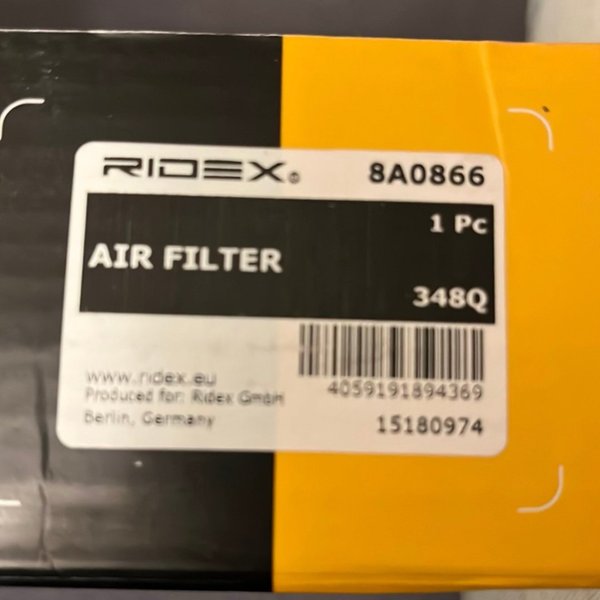 RIDEX®
8A0866
1 Pc
AIR FILTER
348Q
4059191894369
www.ridex.eu
Produced for: Ridex GmbH
Berlin, Germany
15180974